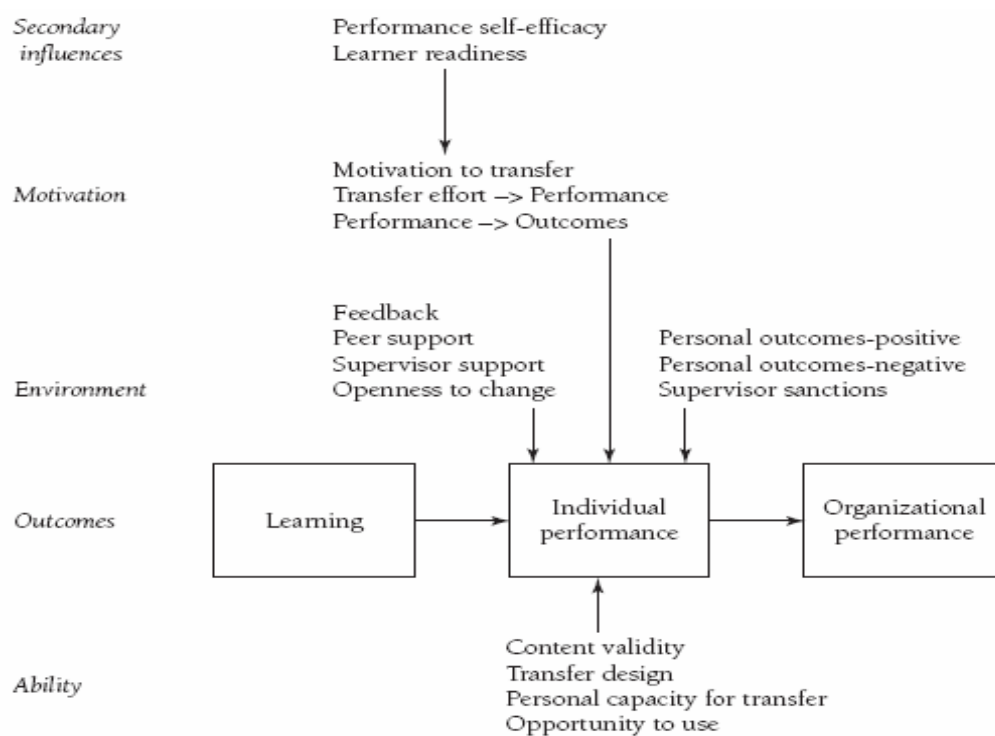 Secondary
influences
Performance self-efficacy
Learner readiness
Motivation
Motivation to transfer
Transfer effort –> Performance
Performance –> Outcomes
Environment
Feedback
Peer support
Supervisor support
Openness to change
Personal outcomes-positive
Personal outcomes-negative
Supervisor sanctions
Outcomes
Learning
Individual
performance
Organizational
performance
Ability
Content validity
Transfer design
Personal capacity for transfer
Opportunity to use